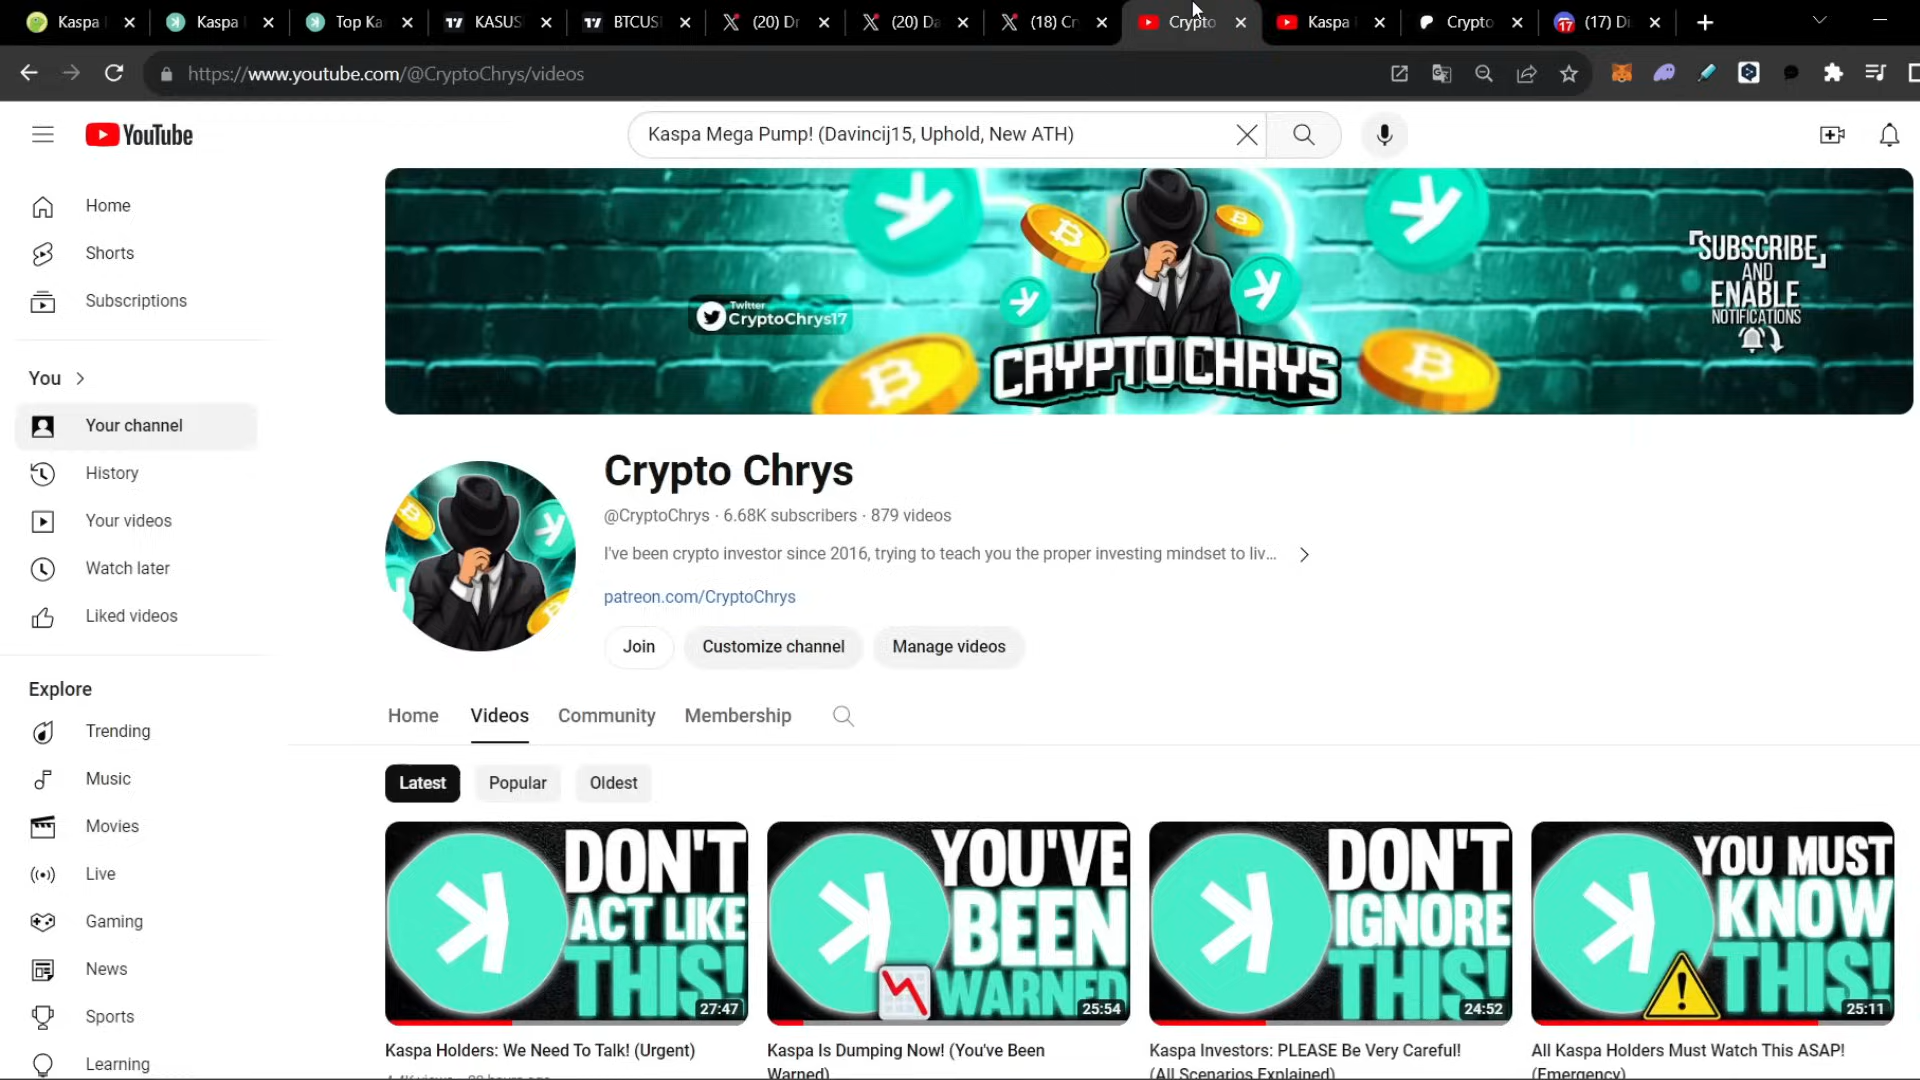 Kaspa
Kaspa
Top Ka
KASUS
BTCUS
(20) Di
(20) Da
(18) Cr
Crypto
Kaspa
Crypto
17
(17) Di
https://www.youtube.com/@CryptoChrys/videos
YouTube
Kaspa Mega Pump! (Davincij15, Uphold, New ATH)
Home
Shorts
Subscriptions
You
Your channel
History
Your videos
Watch later
Liked videos
Explore
Trending
Music
Movies
Live
Gaming
News
Sports
Learning
Twitter
CryptoChrys17
CRYPTO CHRYS
SUBSCRIBE
AND
ENABLE
NOTIFICATIONS
Crypto Chrys
@CryptoChrys · 6.68K subscribers · 879 videos
I've been crypto investor since 2016, trying to teach you the proper investing mindset to liv...
patreon.com/CryptoChrys
Join
Customize channel
Manage videos
Home
Videos
Community
Membership
Latest
Popular
Oldest
DON'T
ACT LIKE
THIS!
27:47
Kaspa Holders: We Need To Talk! (Urgent)
YOU'VE
BEEN
WARNED
25:54
Kaspa Is Dumping Now! (You've Been
Warned)
DON'T
IGNORE
THIS!
24:52
Kaspa Investors: PLEASE Be Very Careful!
(All Scenarios Explained)
YOU MUST
KNOW
THIS!
25:11
All Kaspa Holders Must Watch This ASAP!
(Emergency)